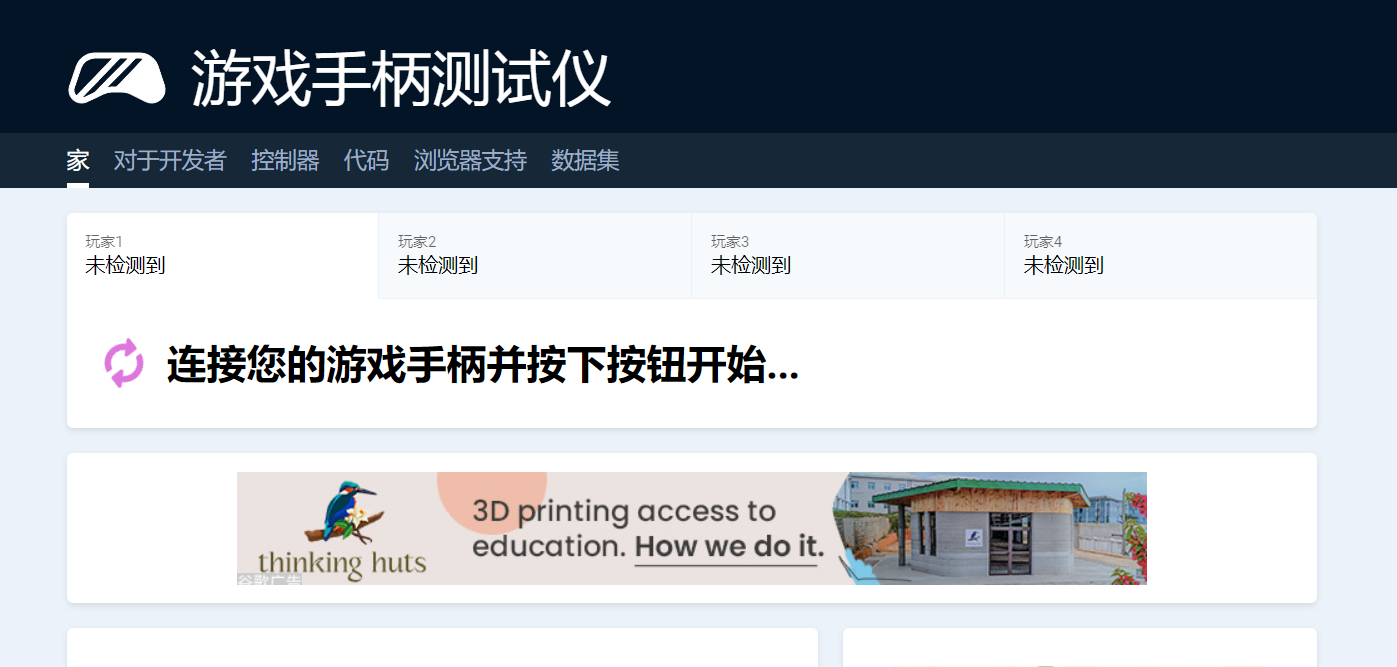 游戏手柄测试仪
家 对于开发者 控制器 代码 浏览器支持 数据集
玩家1 玩家2 玩家3 玩家4
未检测到 未检测到 未检测到 未检测到
连接您的游戏手柄并按下按钮开始...
3D printing access to
education. How we do it.
thinking huts
谷歌广告